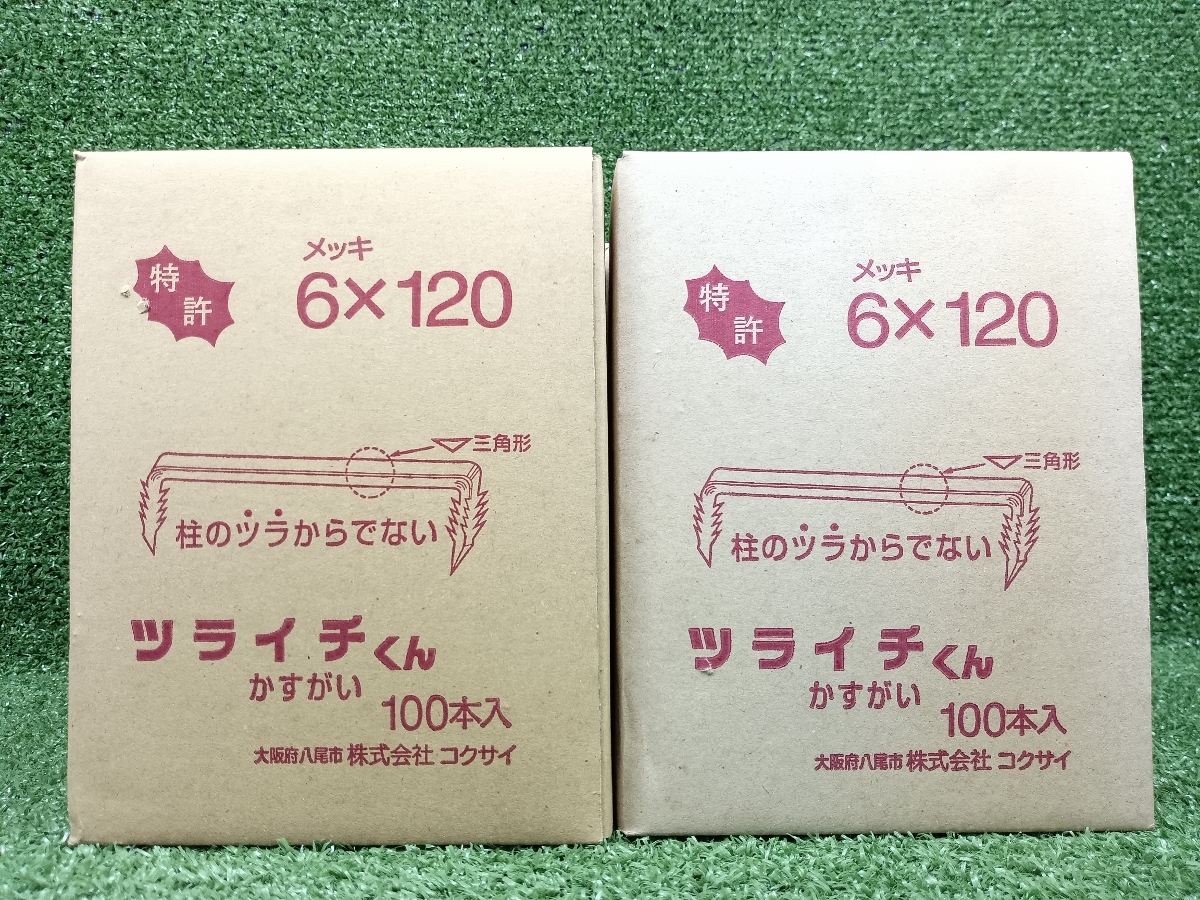 特許
メッキ
6×120
三角形
柱のツラからでない
ツライチくん
かすがい
100本入
大阪府八尾市 株式会社 コクサイ
特許
メッキ
6×120
三角形
柱のツラからでない
ツライチくん
かすがい
100本入
大阪府八尾市 株式会社 コクサイ